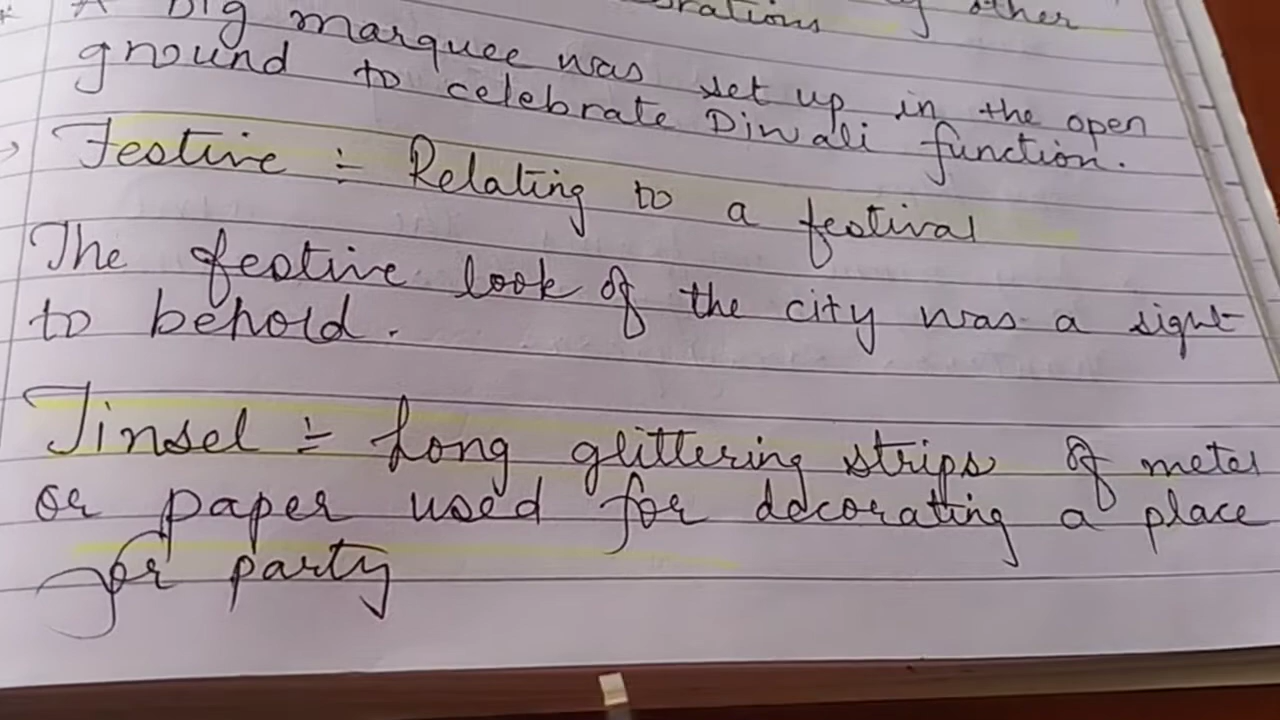 other
A Big marquee was set up in the open
ground to celebrate Diwali function.
Festive :- Relating to a festival
The festive look of the city was a sight
to behold.
Tinsel :- Long glittering strips of metal
or paper used for decorating a place
for party